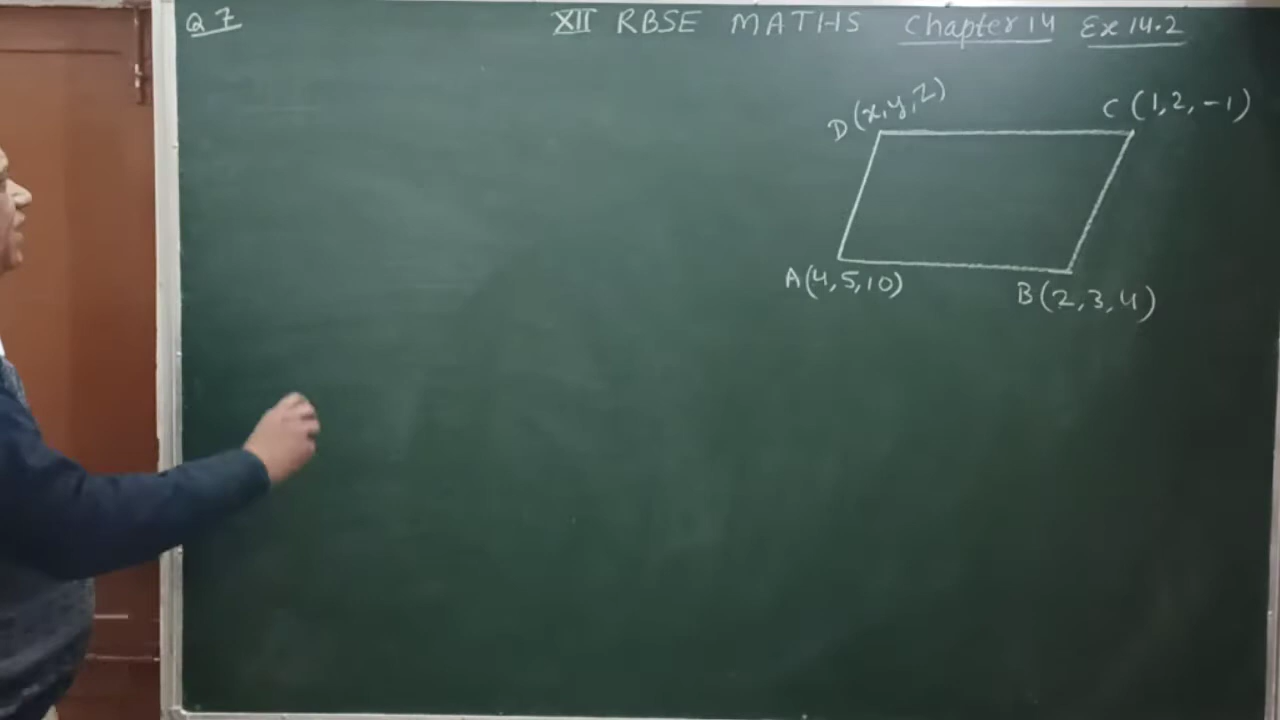 Q 7
XII RBSE MATHS Chapter 14 Ex 14.2
D (x, y, z)
C (1, 2, -1)
A (4, 5, 10)
B (2, 3, 4)